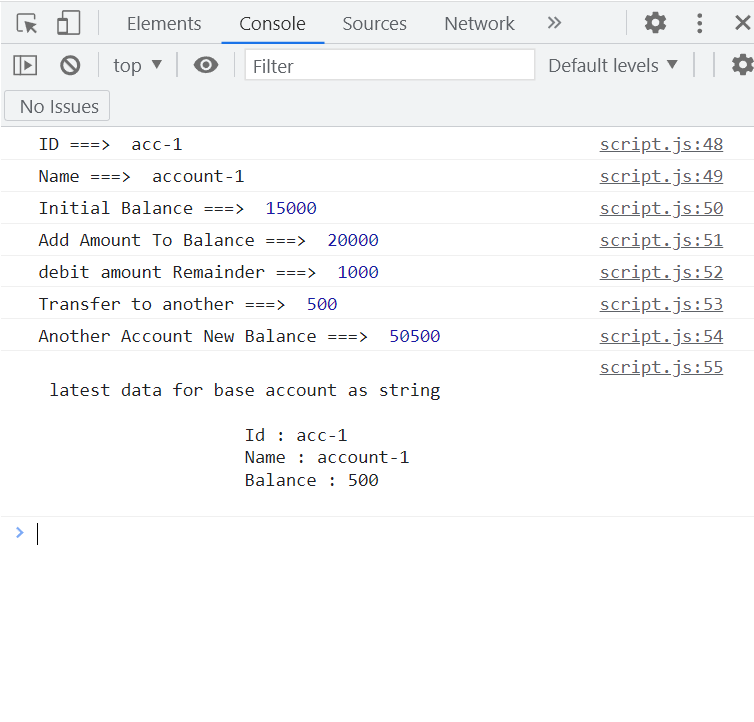 Elements Console Sources Network
top Filter Default levels
No Issues
ID ===>  acc-1 script.js:48
Name ===>  account-1 script.js:49
Initial Balance ===>  15000 script.js:50
Add Amount To Balance ===>  20000 script.js:51
debit amount Remainder ===>  1000 script.js:52
Transfer to another ===>  500 script.js:53
Another Account New Balance ===>  50500 script.js:54
script.js:55
latest data for base account as string
Id : acc-1
Name : account-1
Balance : 500